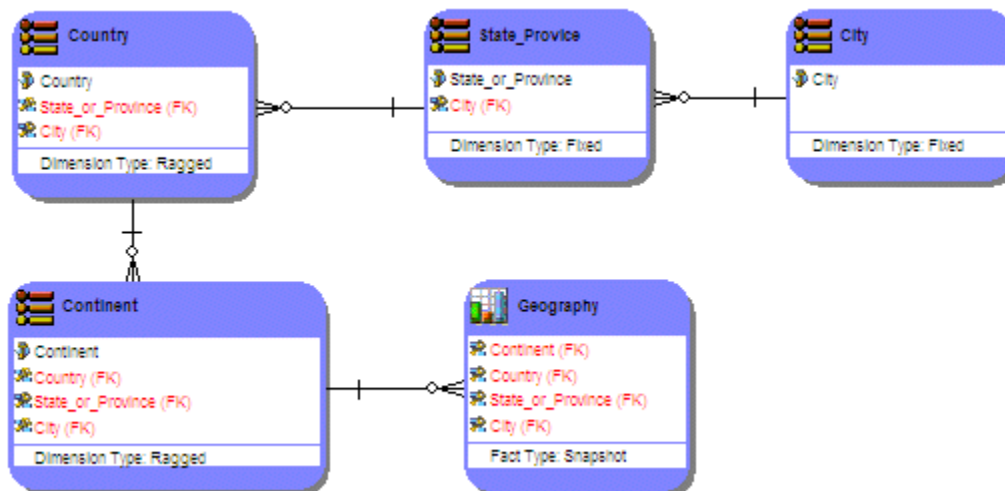 Country
Country
State_or_Province (FK)
City (FK)
Dimension Type: Ragged
State_Provice
State_or_Province
City (FK)
Dimension Type: Fixed
City
City
Dimension Type: Fixed
Continent
Continent
Country (FK)
State_or_Province (FK)
City (FK)
Dimension Type: Ragged
Geography
Continent (FK)
Country (FK)
State_or_Province (FK)
City (FK)
Fact Type: Snapshot